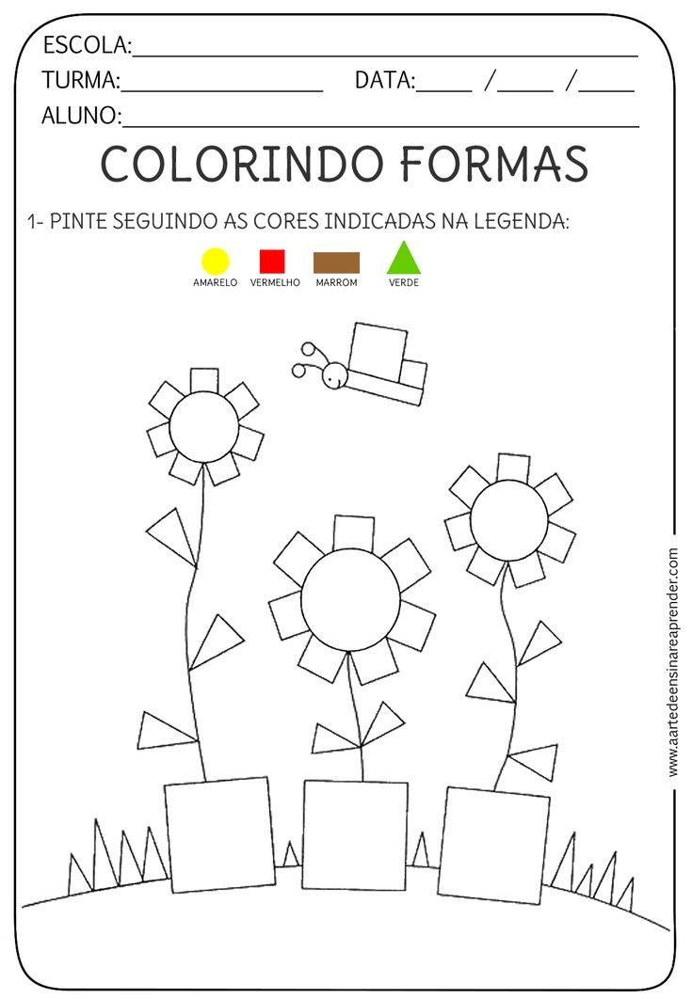 ESCOLA:
TURMA: DATA: / /
ALUNO:
COLORINDO FORMAS
1- PINTE SEGUINDO AS CORES INDICADAS NA LEGENDA:
AMARELO VERMELHO MARROM VERDE
www.aartedeensinareaprender.com